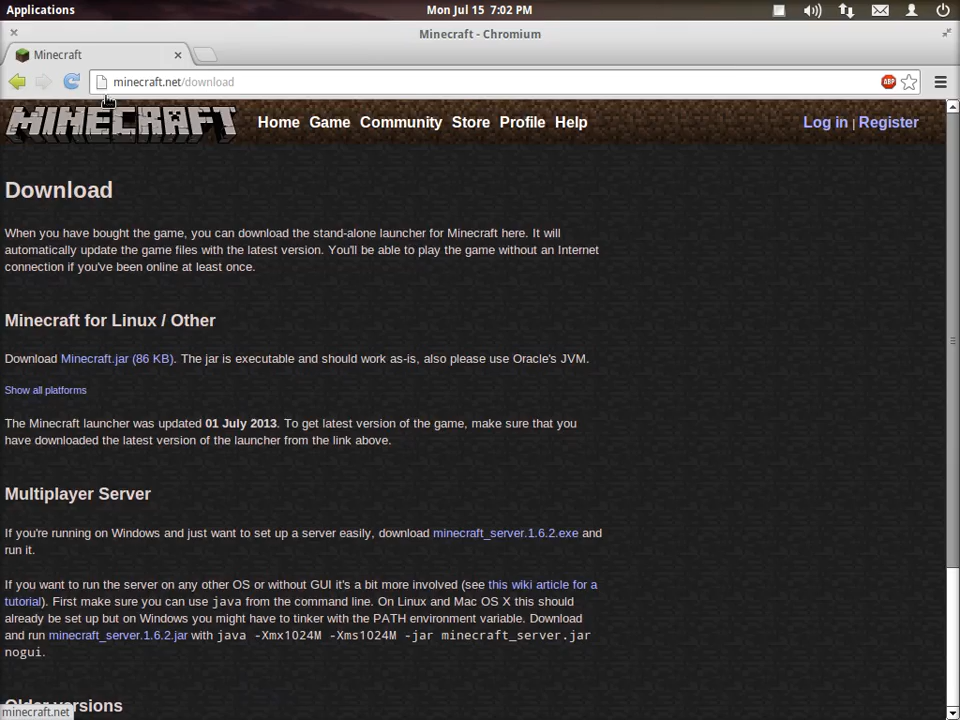 Applications
Mon Jul 15 7:02 PM
Minecraft - Chromium
Minecraft
minecraft.net/download
ABP
MINECRAFT
Home Game Community Store Profile Help
Log in | Register
Download
When you have bought the game, you can download the stand-alone launcher for Minecraft here. It will
automatically update the game files with the latest version. You'll be able to play the game without an Internet
connection if you've been online at least once.
Minecraft for Linux / Other
Download Minecraft.jar (86 KB). The jar is executable and should work as-is, also please use Oracle's JVM.
Show all platforms
The Minecraft launcher was updated 01 July 2013. To get latest version of the game, make sure that you
have downloaded the latest version of the launcher from the link above.
Multiplayer Server
If you're running on Windows and just want to set up a server easily, download minecraft_server.1.6.2.exe and
run it.
If you want to run the server on any other OS or without GUI it's a bit more involved (see this wiki article for a
tutorial). First make sure you can use java from the command line. On Linux and Mac OS X this should
already be set up but on Windows you might have to tinker with the PATH environment variable. Download
and run minecraft_server.1.6.2.jar with java -Xmx1024M -Xms1024M -jar minecraft_server.jar
nogui.
Older versions
minecraft.net